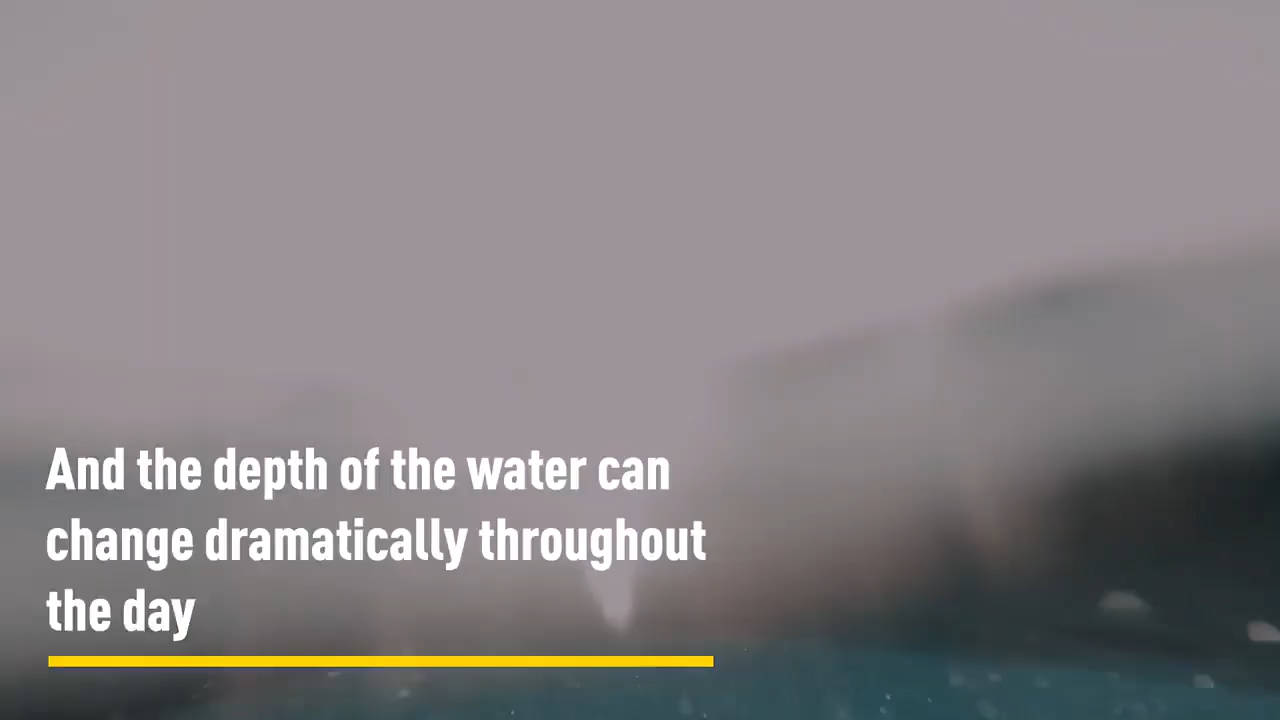 And the depth of the water can
change dramatically throughout
the day